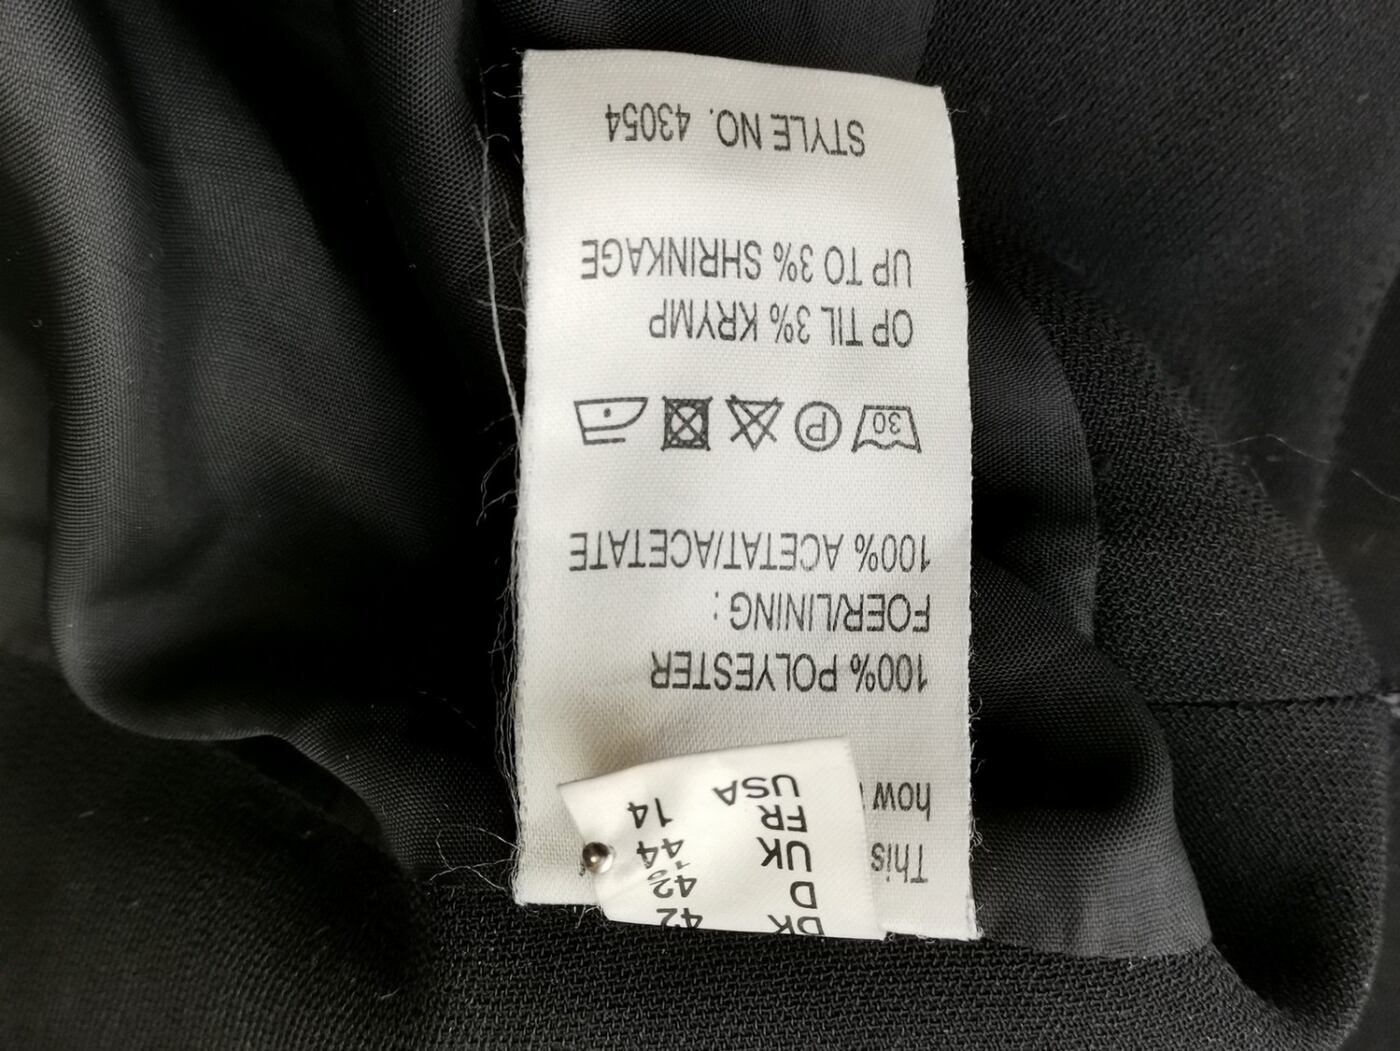 DK 42
D 42
UK
FR 44
USA 14
This
how
100% POLYESTER
FOER/LINING :
100% ACETAT/ACETATE
30 P
OP TIL 3% KRYMP
UP TO 3% SHRINKAGE
STYLE NO. 43054